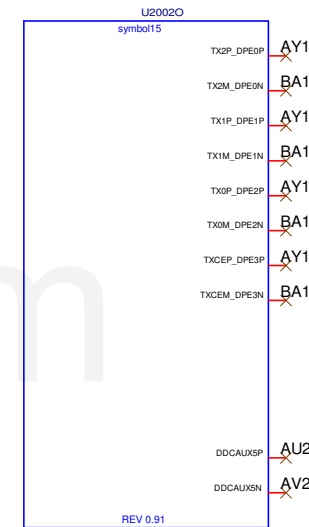 U2002O
symbol15
TX2P_DPE0P AY1
TX2M_DPE0N BA1
TX1P_DPE1P AY1
TX1M_DPE1N BA1
TX0P_DPE2P AY1
TX0M_DPE2N BA1
TXCEP_DPE3P AY1
TXCEM_DPE3N BA1
m
DDCAUX5P AU2
DDCAUX5N AV2
REV 0.91